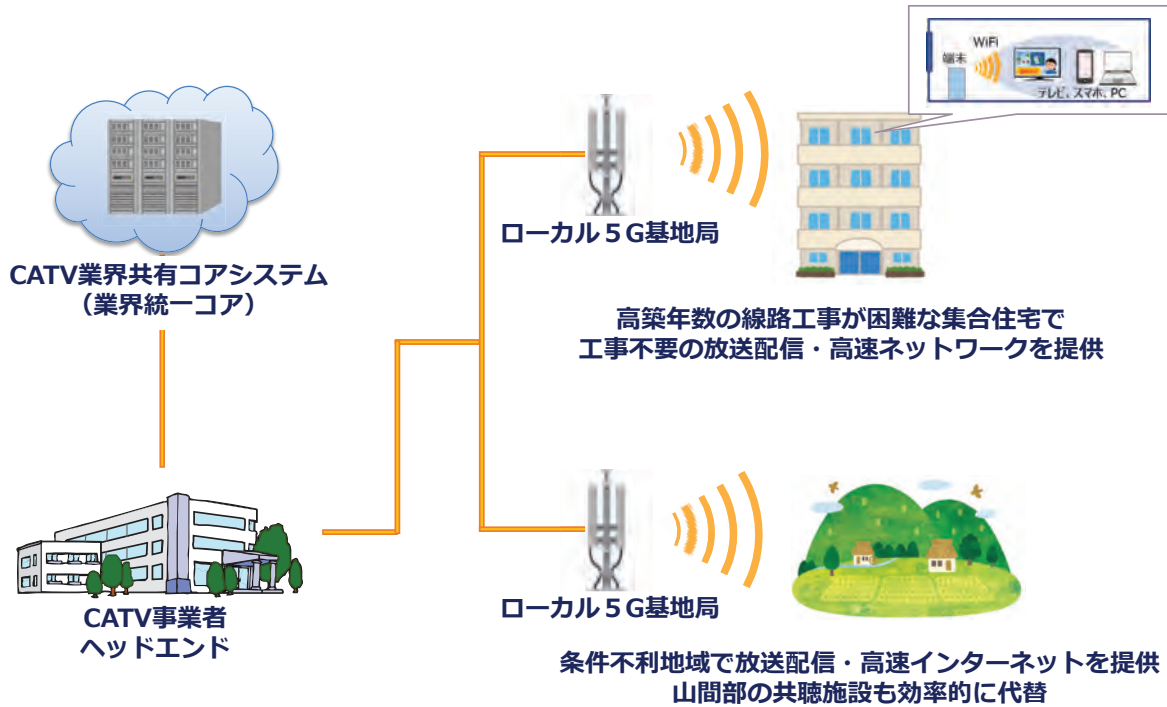 WiFi
端末
テレビ、スマホ、PC
ローカル５G基地局
CATV業界共有コアシステム
（業界統一コア）
高築年数の線路工事が困難な集合住宅で
工事不要の放送配信・高速ネットワークを提供
CATV事業者
ヘッドエンド
ローカル５G基地局
条件不利地域で放送配信・高速インターネットを提供
山間部の共聴施設も効率的に代替